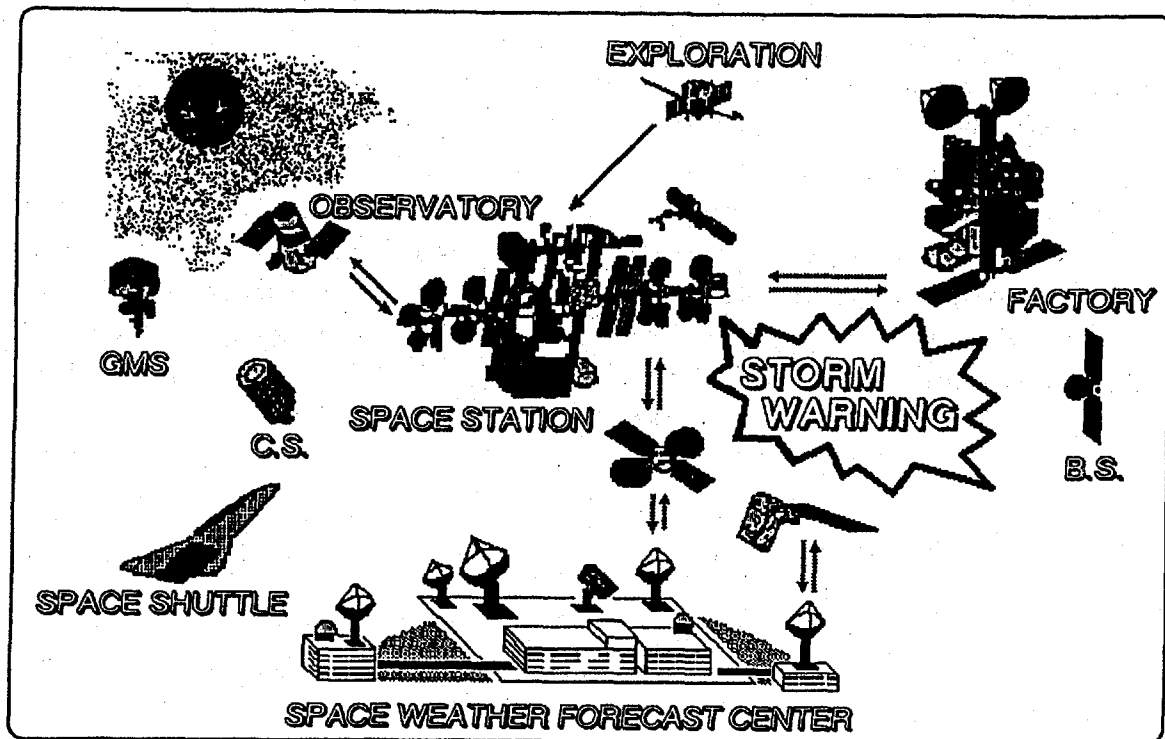 EXPLORATION
OBSERVATORY
FACTORY
GMS
STORM
WARNING
SPACE STATION
C.S.
B.S.
SPACE SHUTTLE
SPACE WEATHER FORECAST CENTER